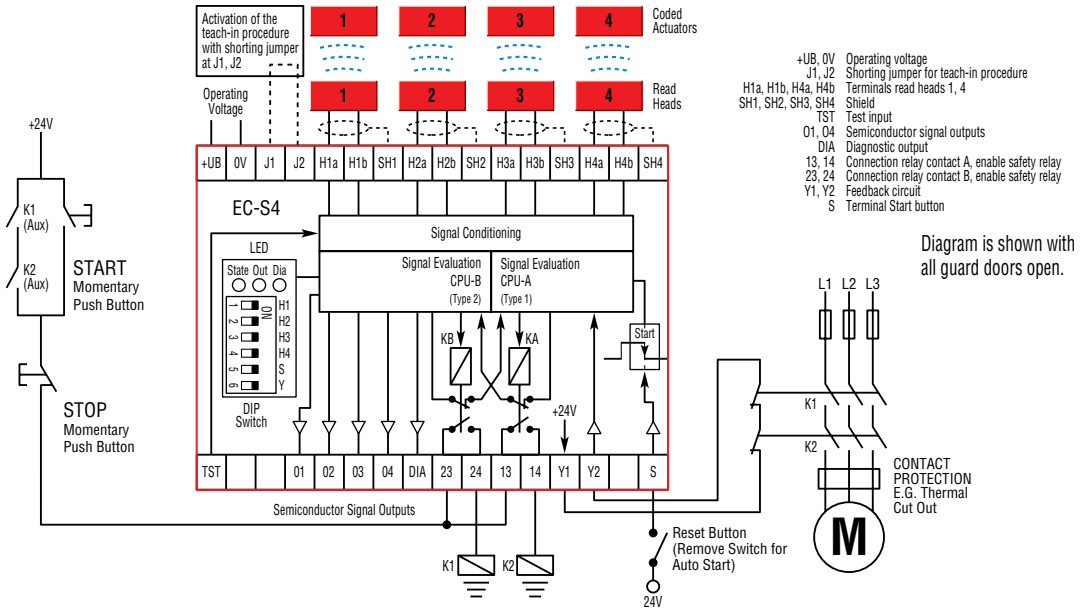 Activation of the
teach-in procedure
with shorting jumper
at J1, J2
1 2 3 4
Coded
Actuators
Operating
Voltage
1 2 3 4
Read
Heads
+UB, 0V Operating voltage
J1, J2 Shorting jumper for teach-in procedure
H1a, H1b, H4a, H4b Terminals read heads 1, 4
SH1, SH2, SH3, SH4 Shield
TST Test input
O1, O4 Semiconductor signal outputs
DIA Diagnostic output
13, 14 Connection relay contact A, enable safety relay
23, 24 Connection relay contact B, enable safety relay
Y1, Y2 Feedback circuit
S Terminal Start button
Diagram is shown with
all guard doors open.
+24V
K1
(Aux)
K2
(Aux)
START
Momentary
Push Button
STOP
Momentary
Push Button
+UB 0V J1 J2 H1a H1b SH1 H2a H2b SH2 H3a H3b SH3 H4a H4b SH4
EC-S4
Signal Conditioning
LED
State Out Dia
Signal Evaluation
CPU-B
(Type 2)
Signal Evaluation
CPU-A
(Type 1)
ON
1 H1
2 H2
3 H3
4 H4
5 S
6 Y
DIP
Switch
KB
KA
Start
+24V
TST 01 02 03 04 DIA 23 24 13 14 Y1 Y2 S
Semiconductor Signal Outputs
K1
K2
Reset Button
(Remove Switch for
Auto Start)
24V
L1 L2 L3
K1
K2
CONTACT
PROTECTION
E.G. Thermal
Cut Out
M